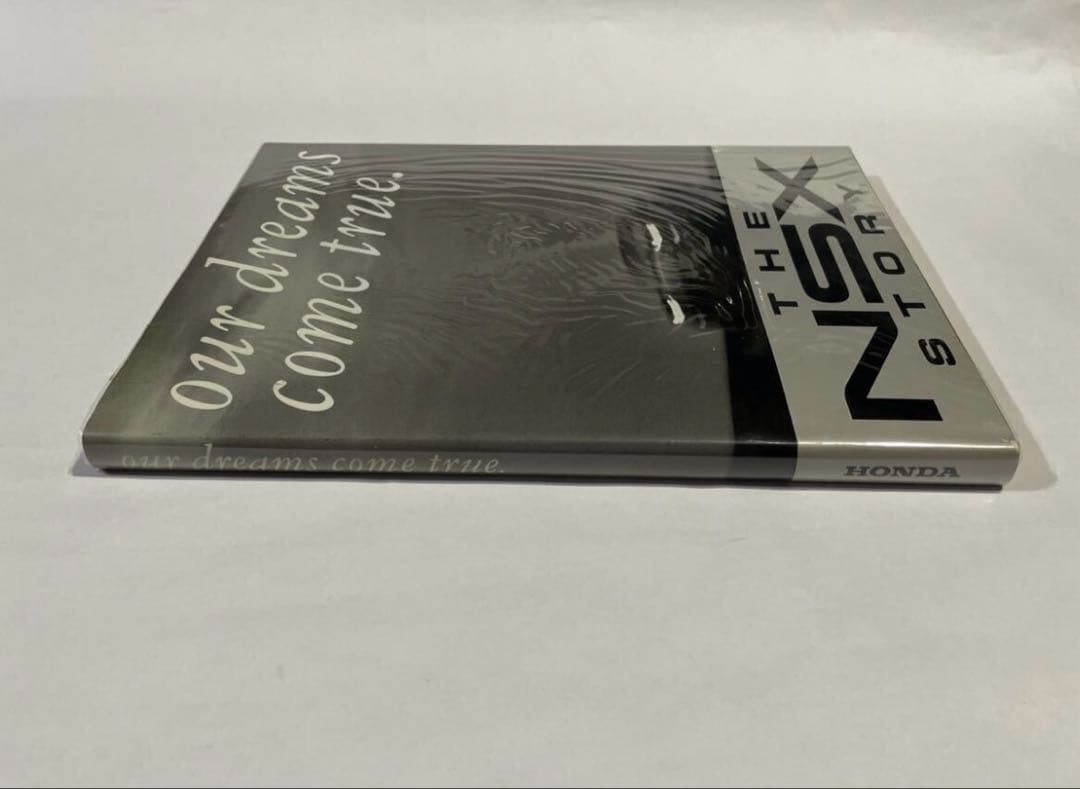 our dreams
come true.
THE
NSX
STORY
our dreams come true.
HONDA